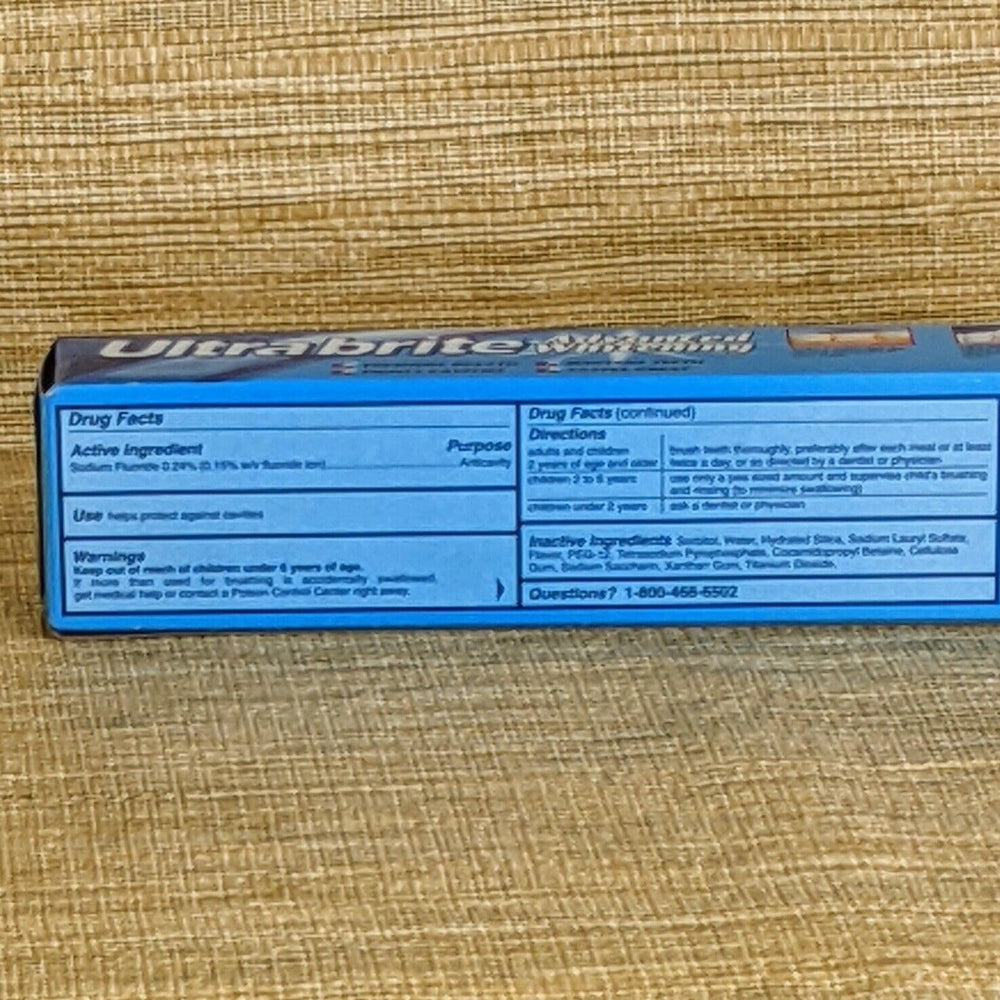 Ultra brite Advanced Whitening
Drug Facts
Active Ingredient Purpose
Sodium Fluoride 0.24% (0.15% w/v fluoride ion) Anticavity
Use helps protect against cavities
Warnings
Keep out of reach of children under 6 years of age.
If more than used for brushing is accidentally swallowed,
get medical help or contact a Poison Control Center right away.
Drug Facts (continued)
Directions
adults and children brush teeth thoroughly, preferably after each meal or at least
2 years of age and older twice a day, or as directed by a dentist or physician
children 2 to 6 years use only a pea sized amount and supervise child's brushing
and rinsing (to minimize swallowing)
children under 2 years ask a dentist or physician
Inactive Ingredients Sorbitol, Water, Hydrated Silica, Sodium Lauryl Sulfate,
Flavor, Tetrasodium Pyrophosphate, Cocamidopropyl Betaine, Cellulose
Gum, Sodium Saccharin, Xanthan Gum, Titanium Dioxide.
Questions? 1-800-468-6502